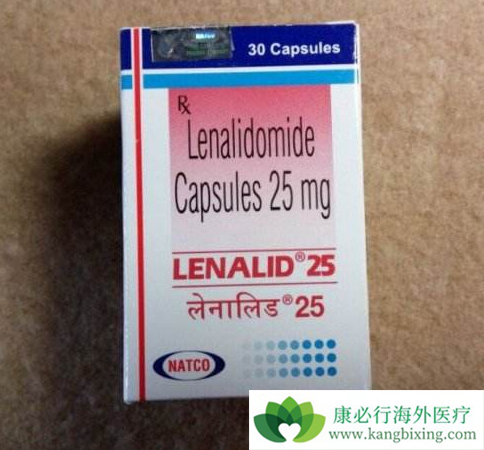 30 Capsules
Rx
Lenalidomide
Capsules 25 mg
LENALID® 25
लेनालिड® 25
NATCO
康必行海外医疗
www.kangbixing.com